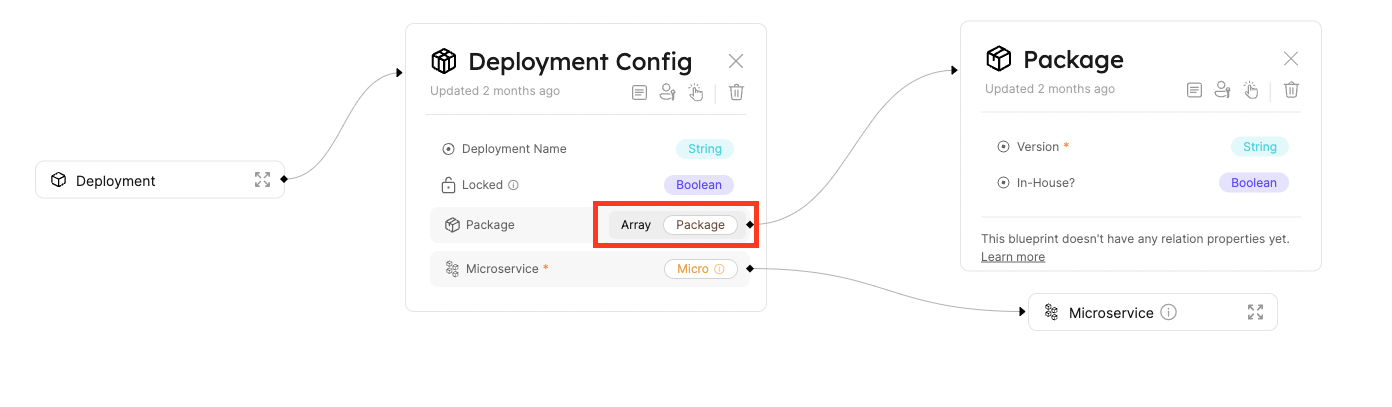 Deployment
Deployment Config
Updated 2 months ago
Deployment Name String
Locked Boolean
Package Array Package
Microservice * Micro
Package
Updated 2 months ago
Version * String
In-House? Boolean
This blueprint doesn't have any relation properties yet.
Learn more
Microservice